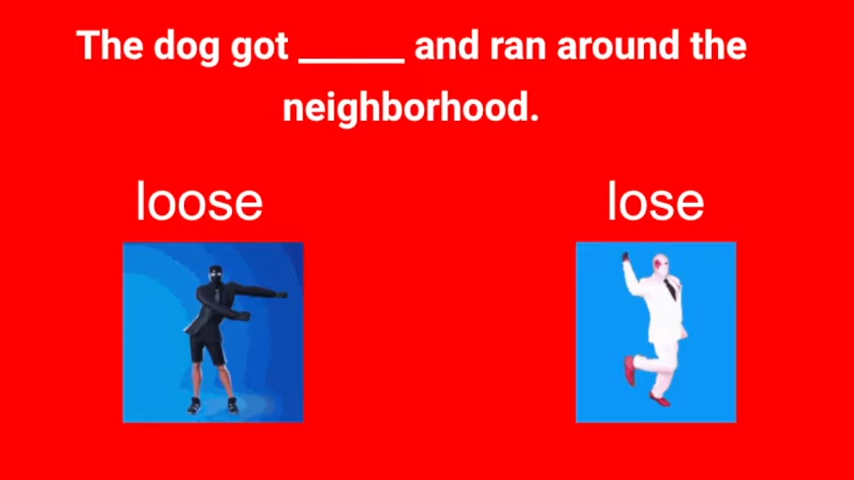 The dog got ______ and ran around the
neighborhood.
loose
lose